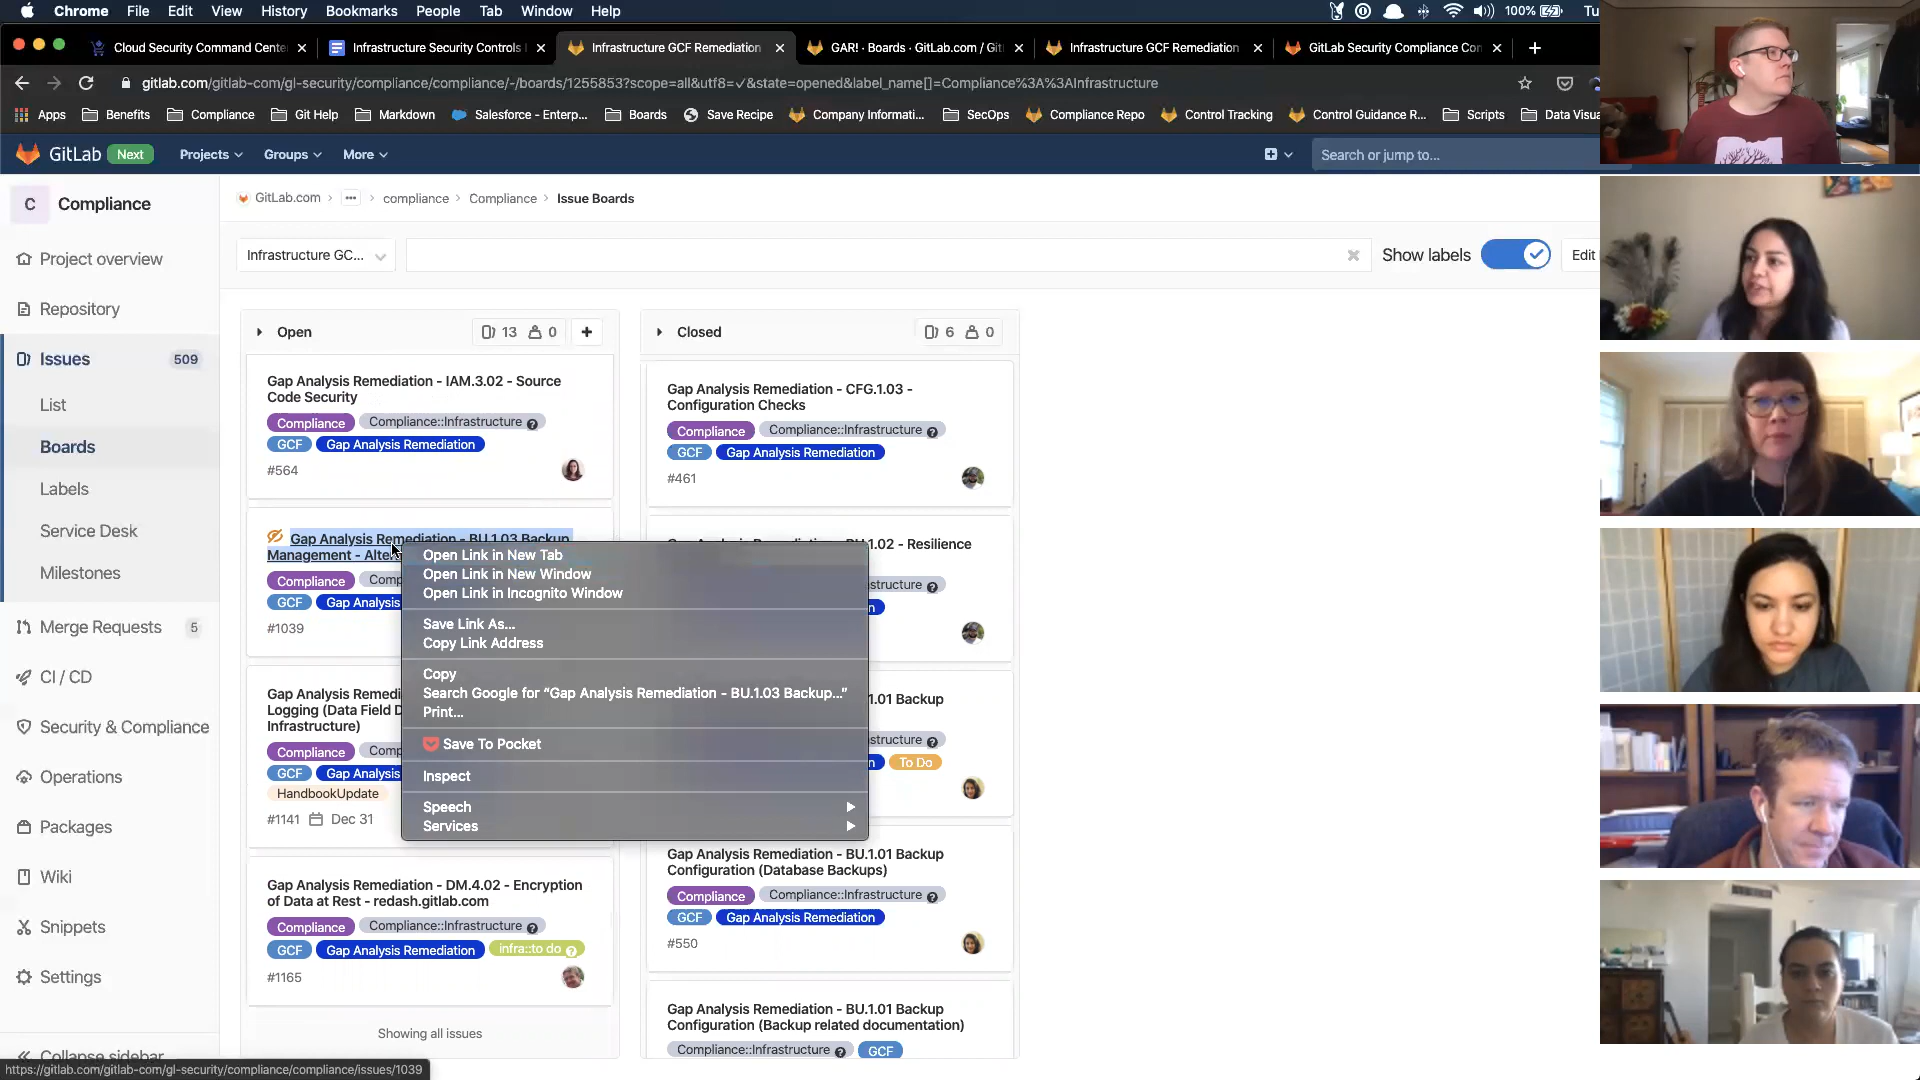 Chrome File Edit View History Bookmarks People Tab Window Help 100% Tu
Cloud Security Command Cente Infrastructure Security Controls Infrastructure GCF Remediation GAR! · Boards · GitLab.com / Git Infrastructure GCF Remediation GitLab Security Compliance Con
gitlab.com/gitlab-com/gl-security/compliance/compliance/-/boards/1255853?scope=all&utf8=✓&state=opened&label_name[]=Compliance%3A%3AInfrastructure
Apps Benefits Compliance Git Help Markdown Salesforce - Enterp... Boards Save Recipe Company Informati... SecOps Compliance Repo Control Tracking Control Guidance R... Scripts Data Visua
GitLab Next Projects Groups More Search or jump to...
C Compliance
GitLab.com > ... > compliance > Compliance > Issue Boards
Infrastructure GC... Show labels Edit
Project overview
Repository
Issues 509
List
Boards
Labels
Service Desk
Milestones
Merge Requests 5
CI / CD
Security & Compliance
Operations
Packages
Wiki
Snippets
Settings
Collapse sidebar
Open 13 0 +
Gap Analysis Remediation - IAM.3.02 - Source
Code Security
Compliance Compliance::Infrastructure
GCF Gap Analysis Remediation
#564
Gap Analysis Remediation - BU.1.03 Backup
Management - Alte
Compliance Comp
GCF Gap Analysis
#1039
Gap Analysis Remedi
Logging (Data Field D
Infrastructure)
Compliance Comp
GCF Gap Analysis
HandbookUpdate
#1141 Dec 31
Gap Analysis Remediation - DM.4.02 - Encryption
of Data at Rest - redash.gitlab.com
Compliance Compliance::Infrastructure
GCF Gap Analysis Remediation infra::to do
#1165
Showing all issues
Open Link in New Tab
Open Link in New Window
Open Link in Incognito Window
Save Link As...
Copy Link Address
Copy
Search Google for “Gap Analysis Remediation - BU.1.03 Backup...”
Print...
Save To Pocket
Inspect
Speech
Services
Closed 6 0
Gap Analysis Remediation - CFG.1.03 -
Configuration Checks
Compliance Compliance::Infrastructure
GCF Gap Analysis Remediation
#461
1.02 - Resilience
structure
n
1.01 Backup
structure
n To Do
Gap Analysis Remediation - BU.1.01 Backup
Configuration (Database Backups)
Compliance Compliance::Infrastructure
GCF Gap Analysis Remediation
#550
Gap Analysis Remediation - BU.1.01 Backup
Configuration (Backup related documentation)
Compliance::Infrastructure GCF
https://gitlab.com/gitlab-com/gl-security/compliance/compliance/issues/1039